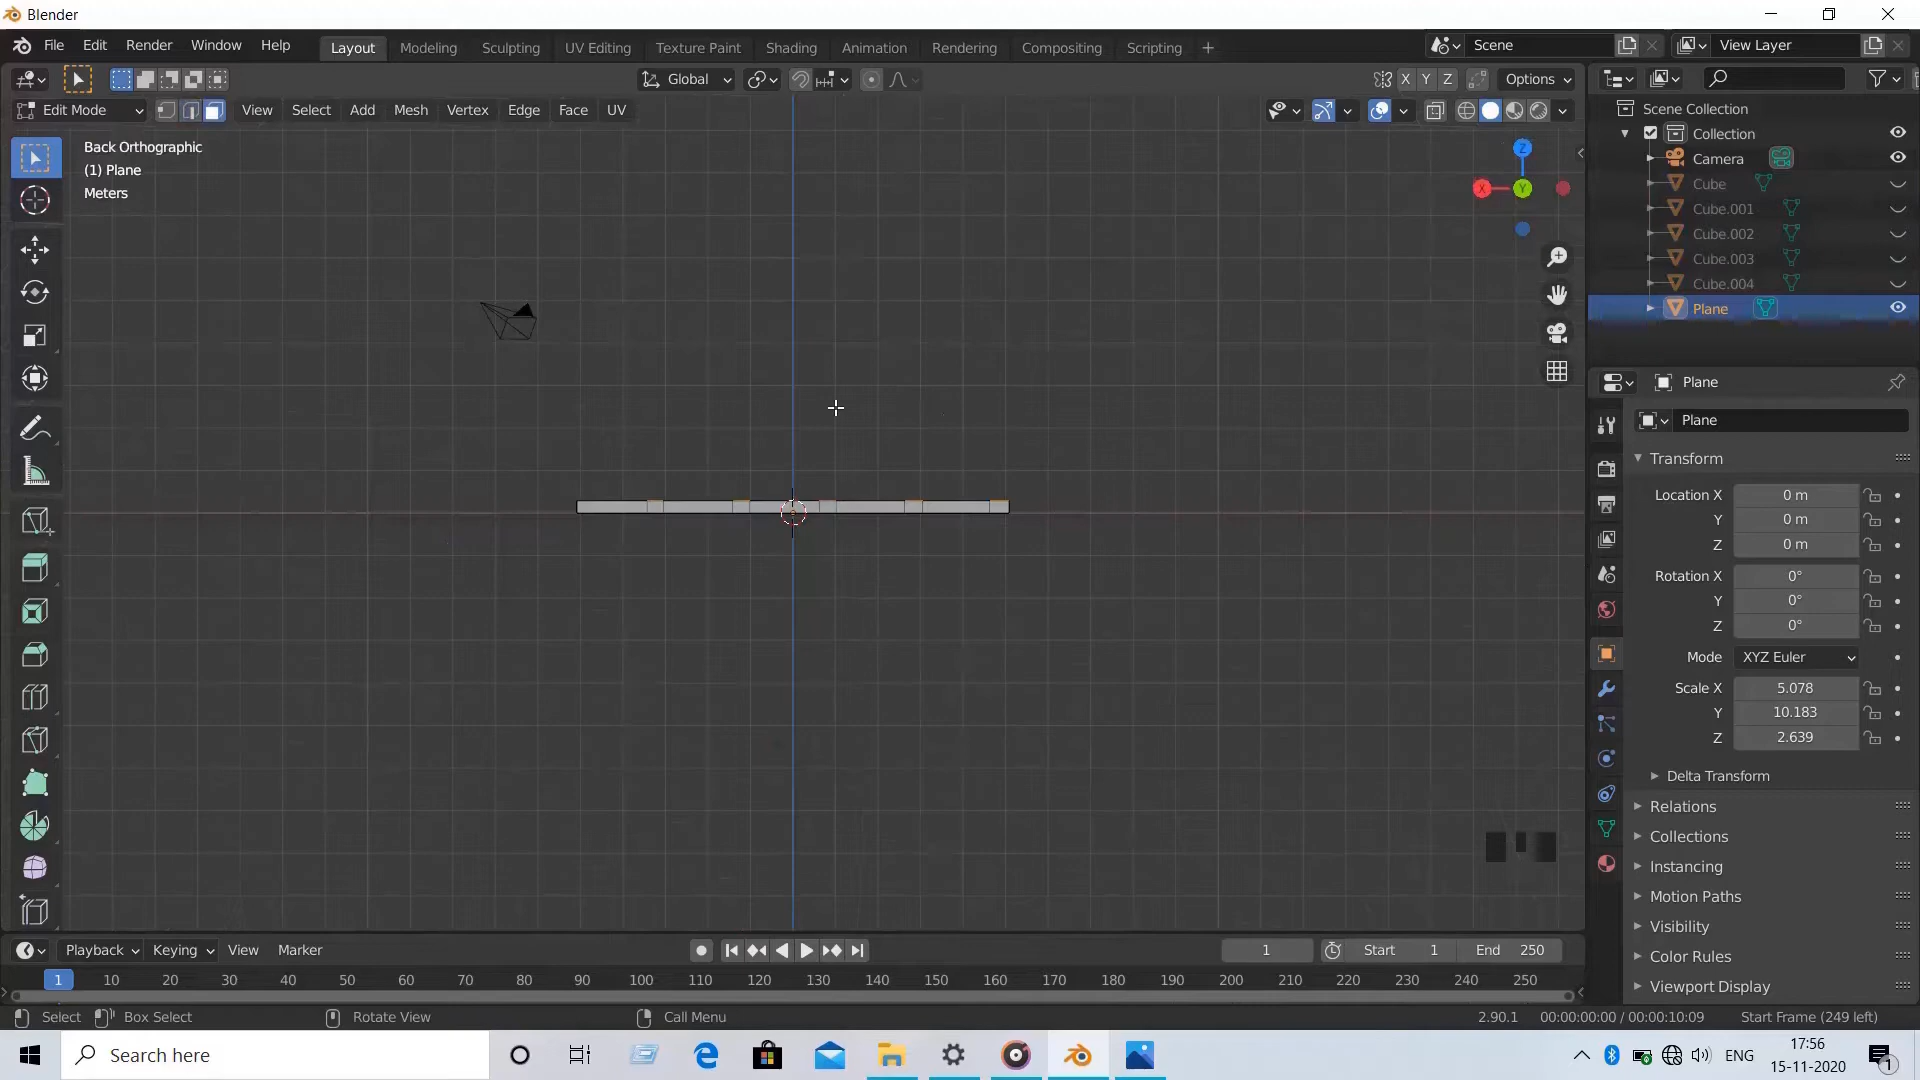 Blender
File Edit Render Window Help Layout Modeling Sculpting UV Editing Texture Paint Shading Animation Rendering Compositing Scripting + Scene View Layer
Global X Y Z Options
Edit Mode View Select Add Mesh Vertex Edge Face UV
Back Orthographic
(1) Plane
Meters
Z
X
Y
Scene Collection
Collection
Camera
Cube
Cube.001
Cube.002
Cube.003
Cube.004
Plane
Plane
Plane
Transform
Location X 0 m
Y 0 m
Z 0 m
Rotation X 0°
Y 0°
Z 0°
Mode XYZ Euler
Scale X 5.078
Y 10.183
Z 2.639
Delta Transform
Relations
Collections
Instancing
Motion Paths
Visibility
Color Rules
Viewport Display
Playback Keying View Marker 1 Start 1 End 250
1 10 20 30 40 50 60 70 80 90 100 110 120 130 140 150 160 170 180 190 200 210 220 230 240 250
Select Box Select Rotate View Call Menu 2.90.1 00:00:00:00 / 00:00:10:09 Start Frame (249 left)
Search here ENG 17:56
15-11-2020 1